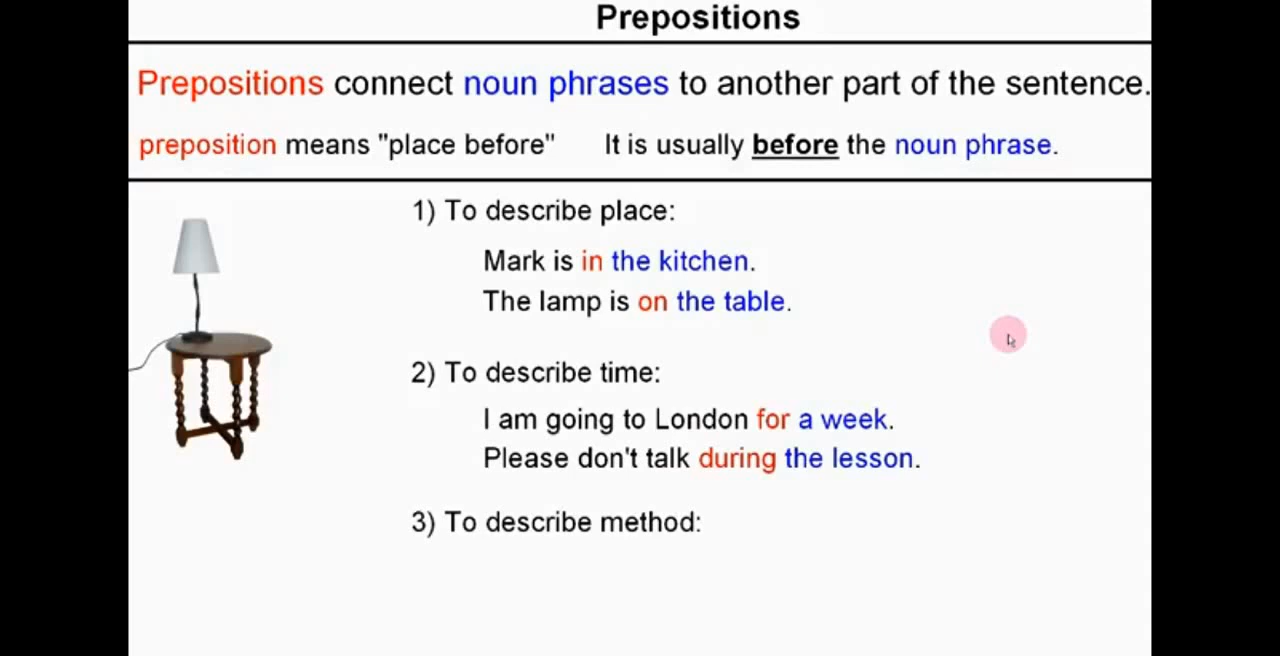 Prepositions
Prepositions connect noun phrases to another part of the sentence.
preposition means "place before" It is usually before the noun phrase.
1) To describe place:
Mark is in the kitchen.
The lamp is on the table.
2) To describe time:
I am going to London for a week.
Please don't talk during the lesson.
3) To describe method: